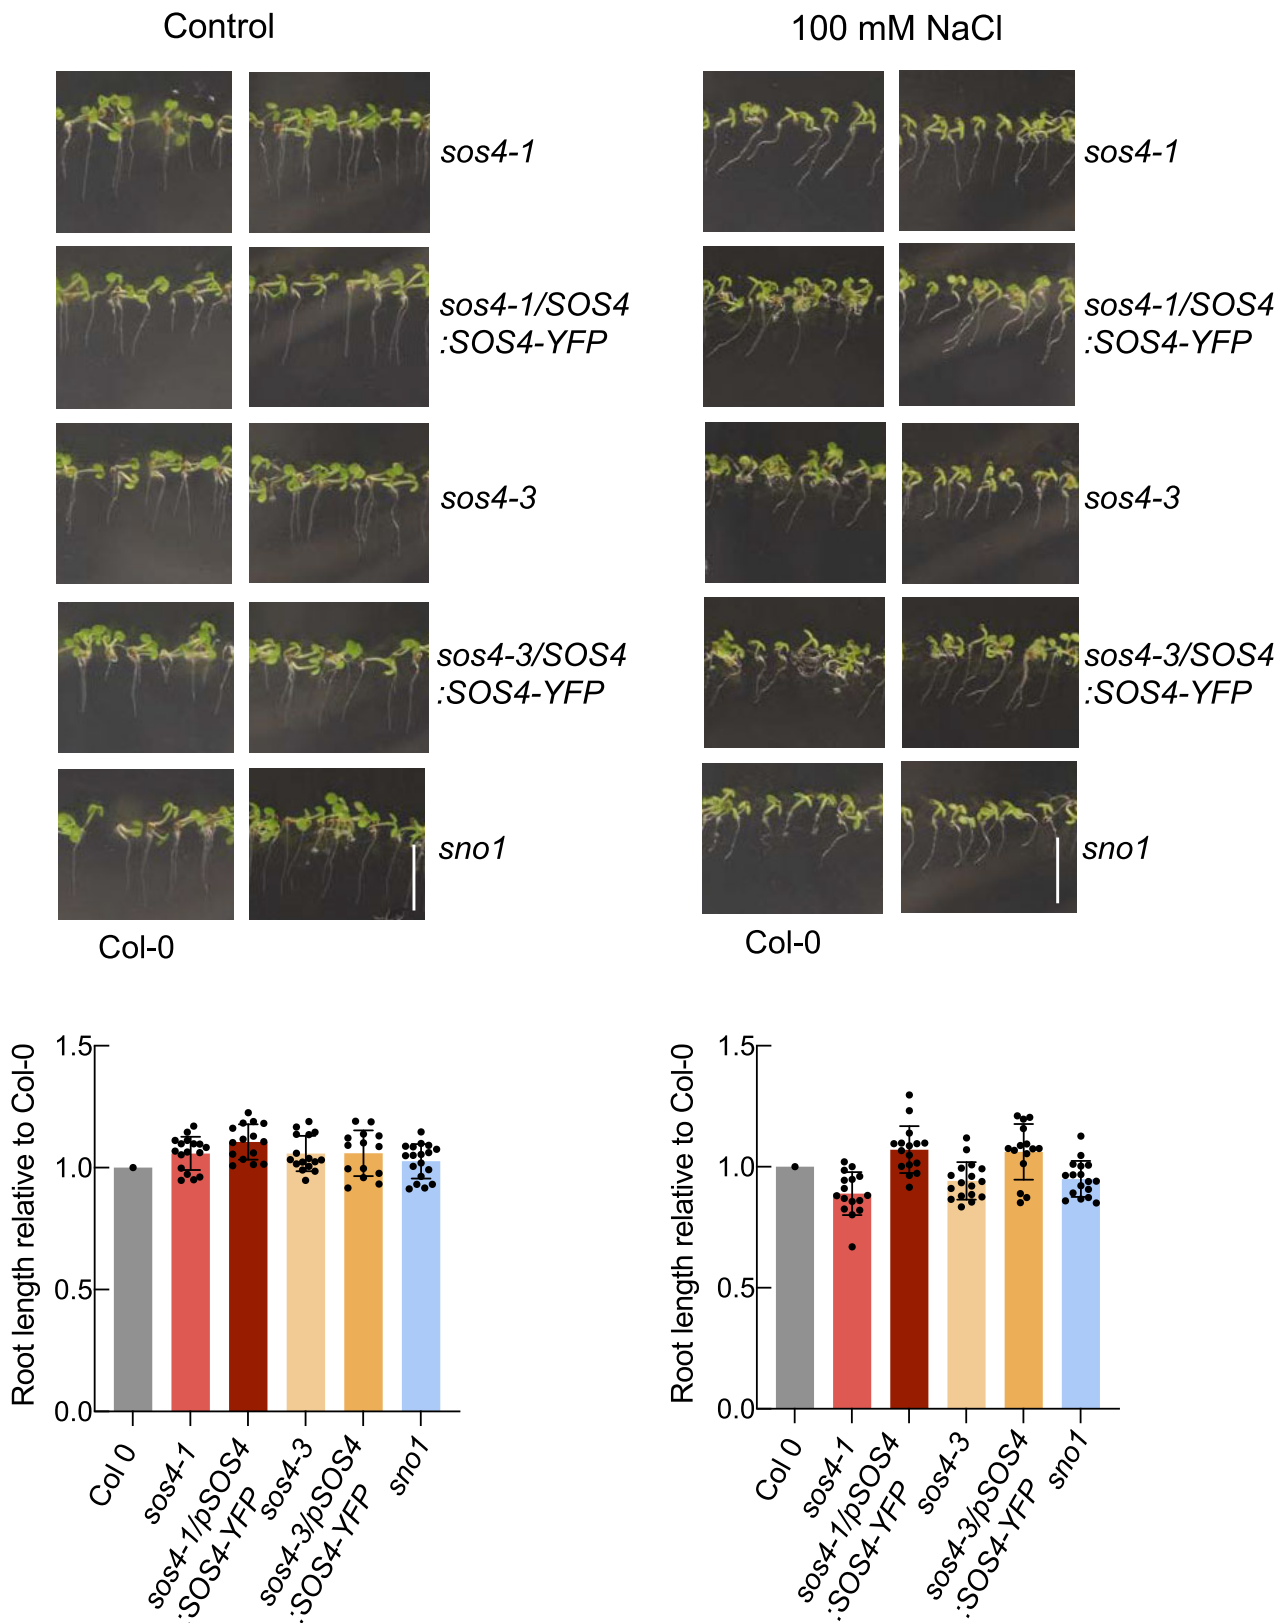 Control
100 mM NaCl
sos4-1
sos4-1
sos4-1/SOS4
:SOS4-YFP
sos4-1/SOS4
:SOS4-YFP
sos4-3
sos4-3
sos4-3/SOS4
:SOS4-YFP
sos4-3/SOS4
:SOS4-YFP
sno1
sno1
Col-0
Col-0
Root length relative to Col-0
1.5
1.0
0.5
0.0
Col 0
sos4-1
sos4-1/pSOS4
:SOS4-YFP
sos4-3
sos4-3/pSOS4
:SOS4-YFP
sno1
Root length relative to Col-0
1.5
1.0
0.5
0.0
Col 0
sos4-1
sos4-1/pSOS4
:SOS4-YFP
sos4-3
sos4-3/pSOS4
:SOS4-YFP
sno1